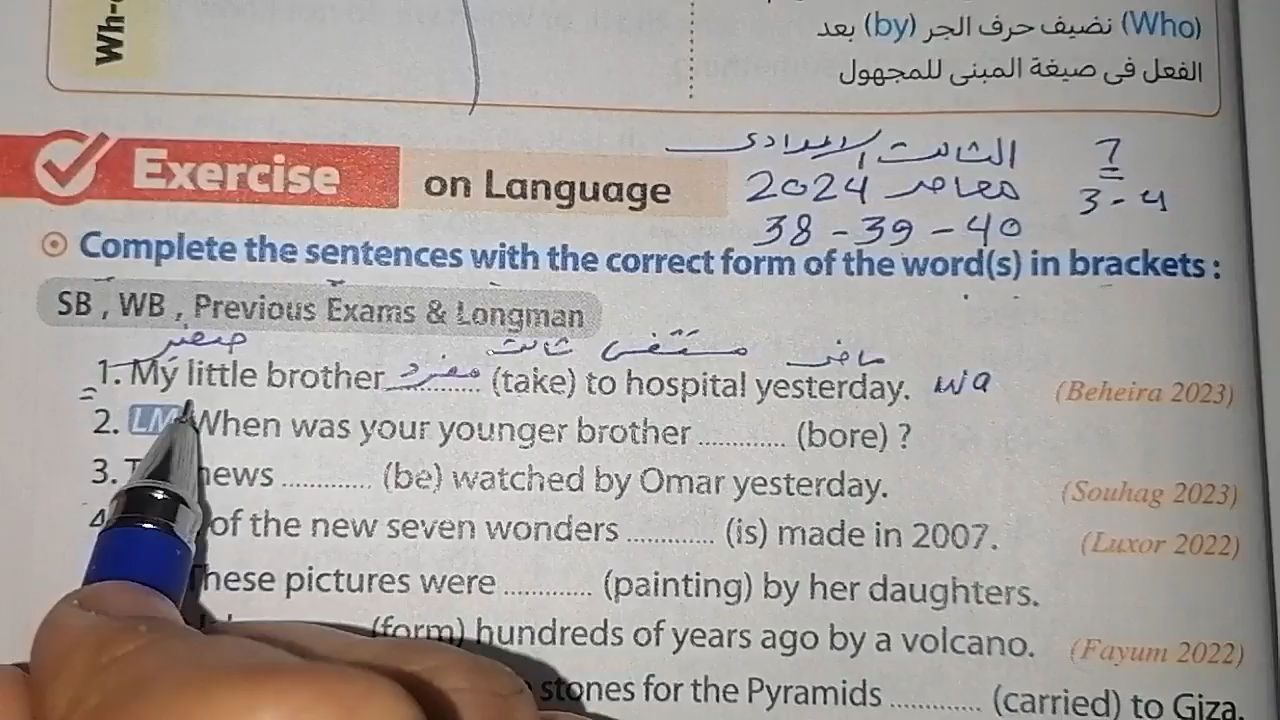 Wh-
(Who) نضيف حرف الجر (by) بعد
الفعل فى صيغة المبنى للمجهول
الثالث الاعدادى
7
Exercise on Language
معاصر 2024
3-4
38-39-40
Complete the sentences with the correct form of the word(s) in brackets :
SB , WB , Previous Exams & Longman
ماضى
1. My little brother مفرد (take) to hospital yesterday. wa (Beheira 2023)
2. LM When was your younger brother ............ (bore) ?
3. news ............ (be) watched by Omar yesterday. (Souhag 2023)
4 of the new seven wonders ............ (is) made in 2007. (Luxor 2022)
These pictures were ............ (painting) by her daughters.
(form) hundreds of years ago by a volcano. (Fayum 2022)
stones for the Pyramids ............ (carried) to Giza.